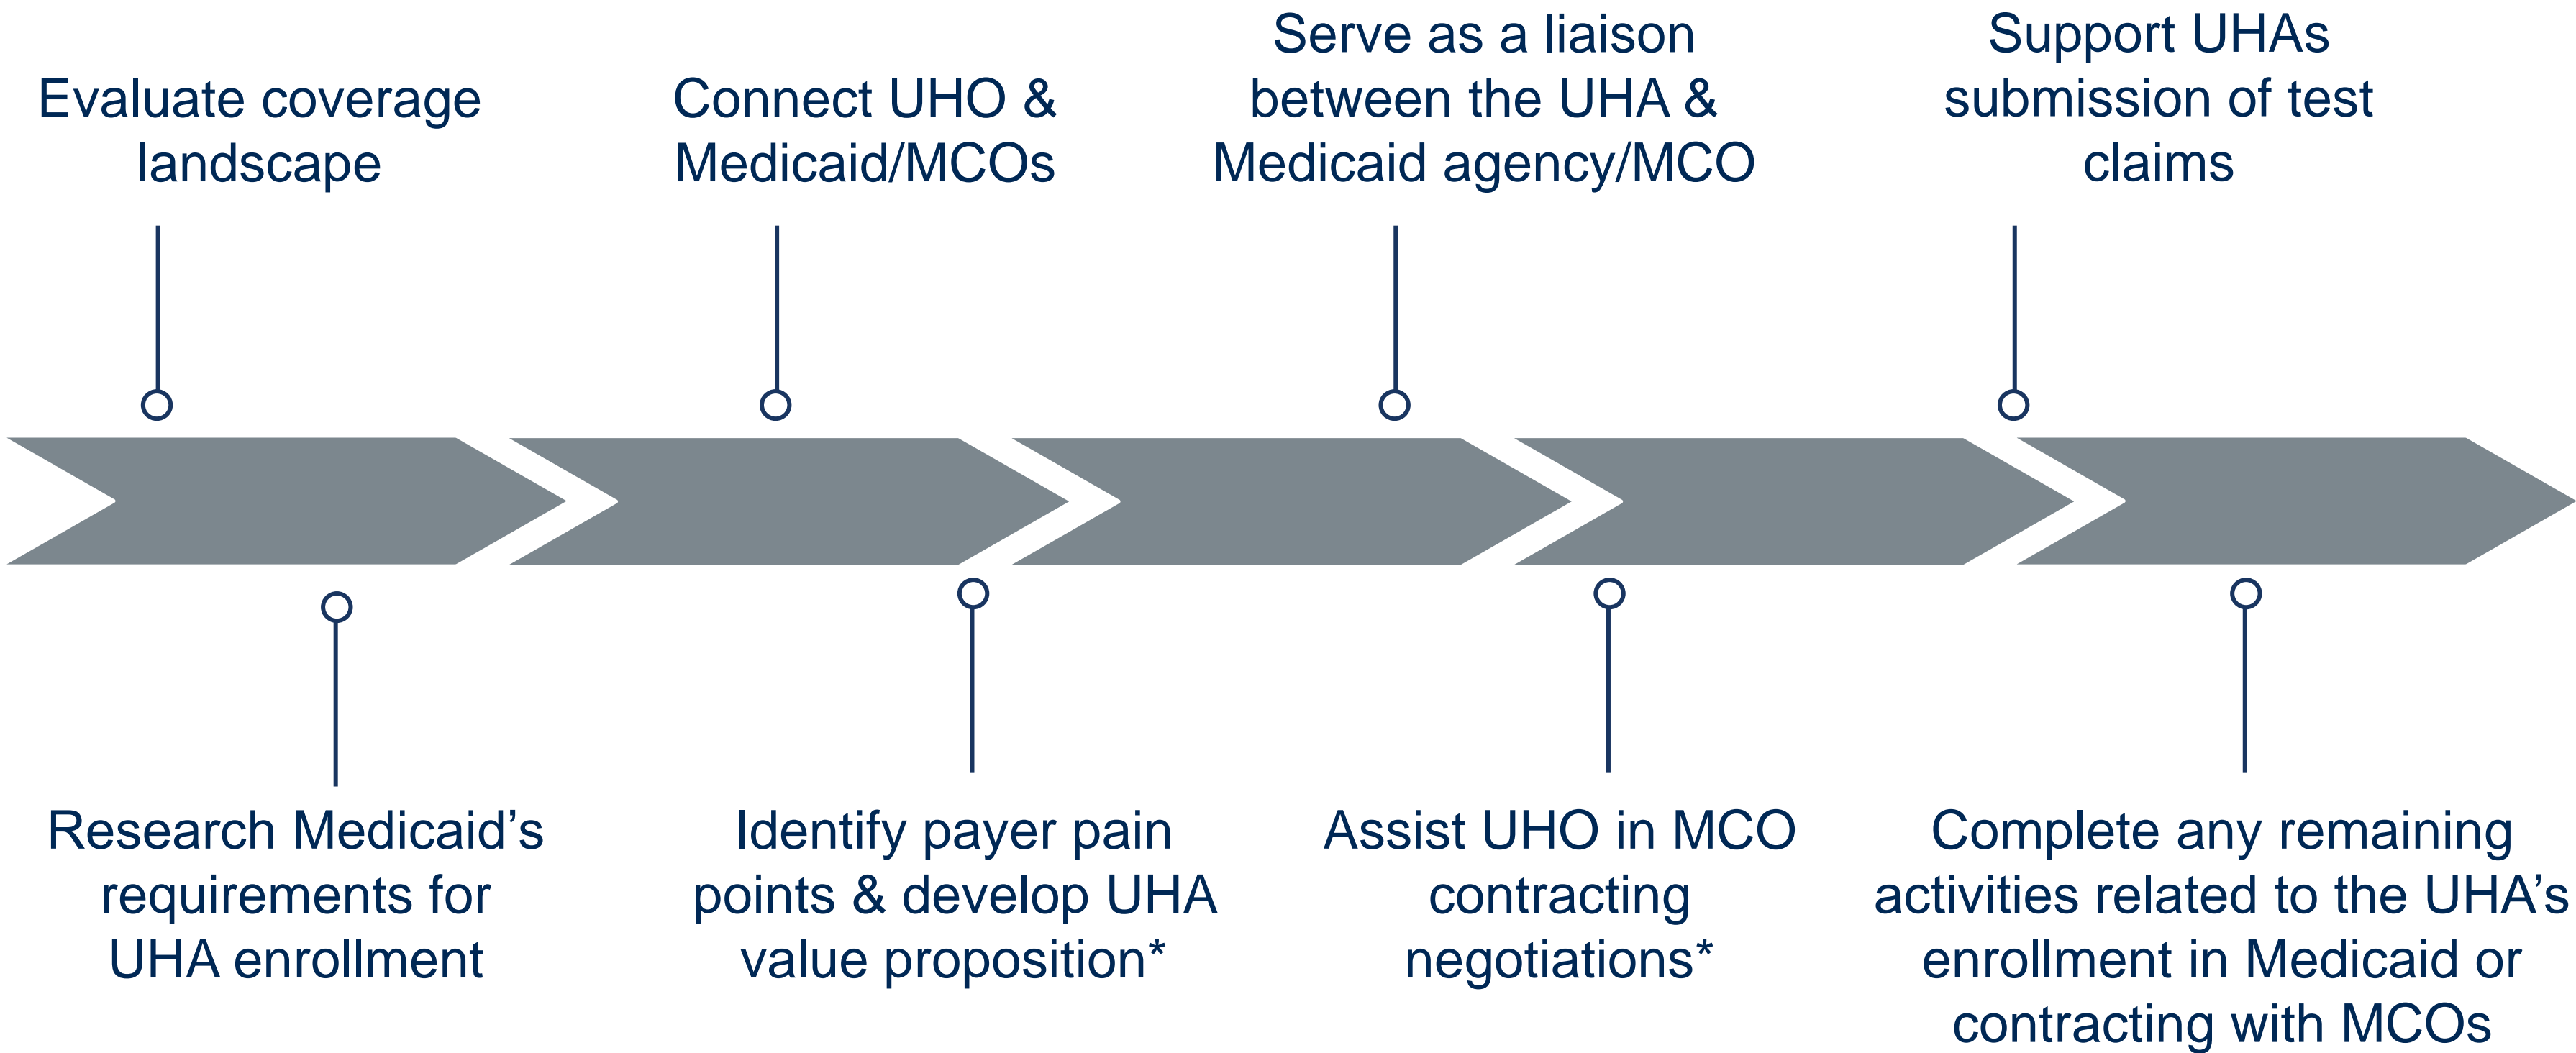 Evaluate coverage
landscape
Research Medicaid's
requirements for
UHA enrollment
Connect UHO &
Medicaid/MCOs
Identify payer pain
points & develop UHA
value proposition*
Serve as a liaison
between the UHA &
Medicaid agency/MCO
Assist UHO in MCO
contracting
negotiations*
Support UHAs
submission of test
claims
Complete any remaining
activities related to the UHA's
enrollment in Medicaid or
contracting with MCOs